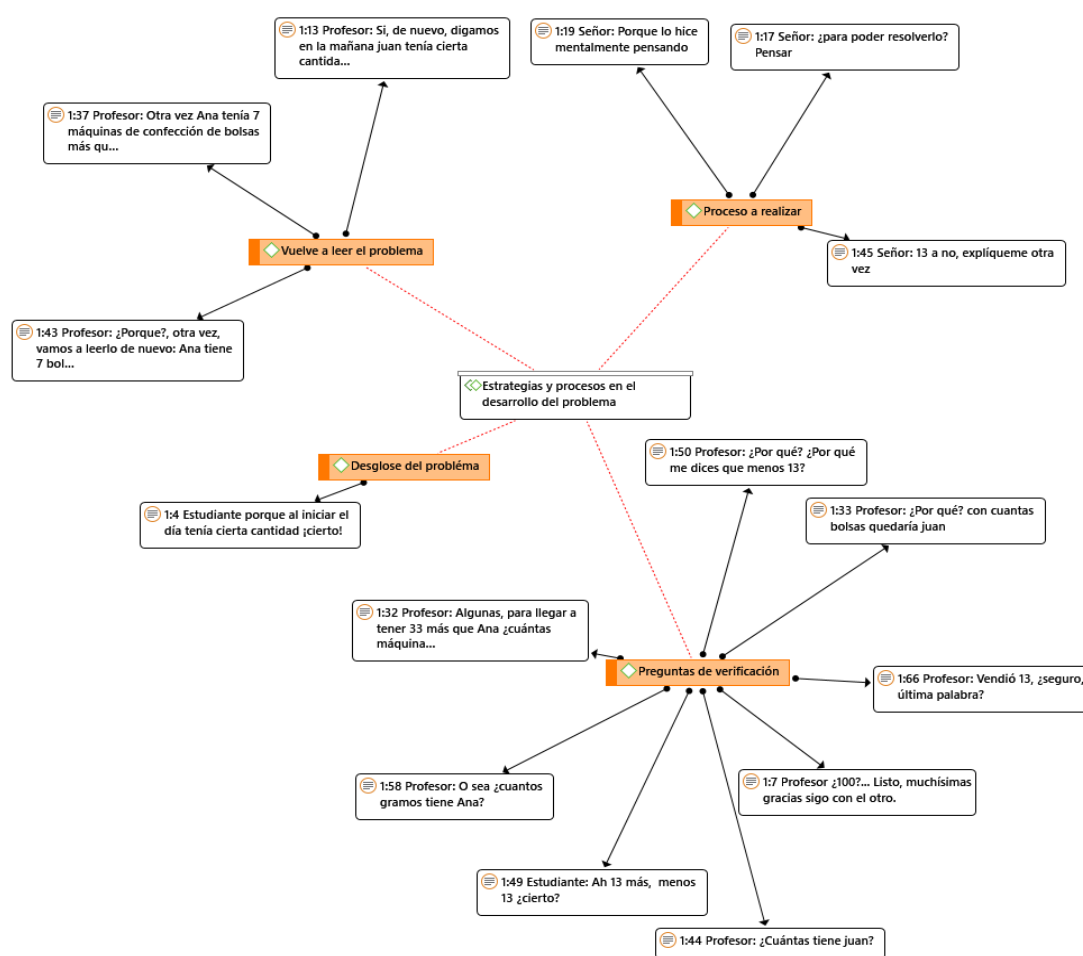 1:13 Profesor: Si, de nuevo, digamos
en la mañana juan tenía cierta
cantida...
1:19 Señor: Porque lo hice
mentalmente pensando
1:17 Señor: ¿para poder resolverlo?
Pensar
1:37 Profesor: Otra vez Ana tenía 7
máquinas de confección de bolsas
más qu...
Proceso a realizar
Vuelve a leer el problema
1:45 Señor: 13 a no, explíqueme otra
vez
1:43 Profesor: ¿Porque?, otra vez,
vamos a leerlo de nuevo: Ana tiene
7 bol...
Estrategias y procesos en el
desarrollo del problema
Desglose del probléma
1:50 Profesor: ¿Por qué? ¿Por qué
me dices que menos 13?
1:4 Estudiante porque al iniciar el
día tenía cierta cantidad ¡cierto!
1:33 Profesor: ¿Por qué? con cuantas
bolsas quedaría juan
1:32 Profesor: Algunas, para llegar a
tener 33 más que Ana ¿cuántas
máquina...
Preguntas de verificación
1:66 Profesor: Vendió 13, ¿seguro,
última palabra?
1:58 Profesor: O sea ¿cuantos
gramos tiene Ana?
1:7 Profesor ¿100?... Listo, muchísimas
gracias sigo con el otro.
1:49 Estudiante: Ah 13 más, menos
13 ¿cierto?
1:44 Profesor: ¿Cuántas tiene juan?